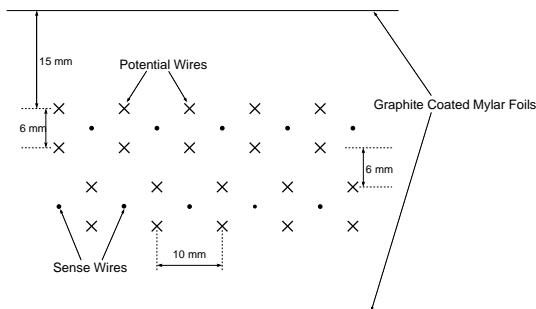 15 mm
Potential Wires
Graphite Coated Mylar Foils
6 mm
6 mm
10 mm
Sense Wires